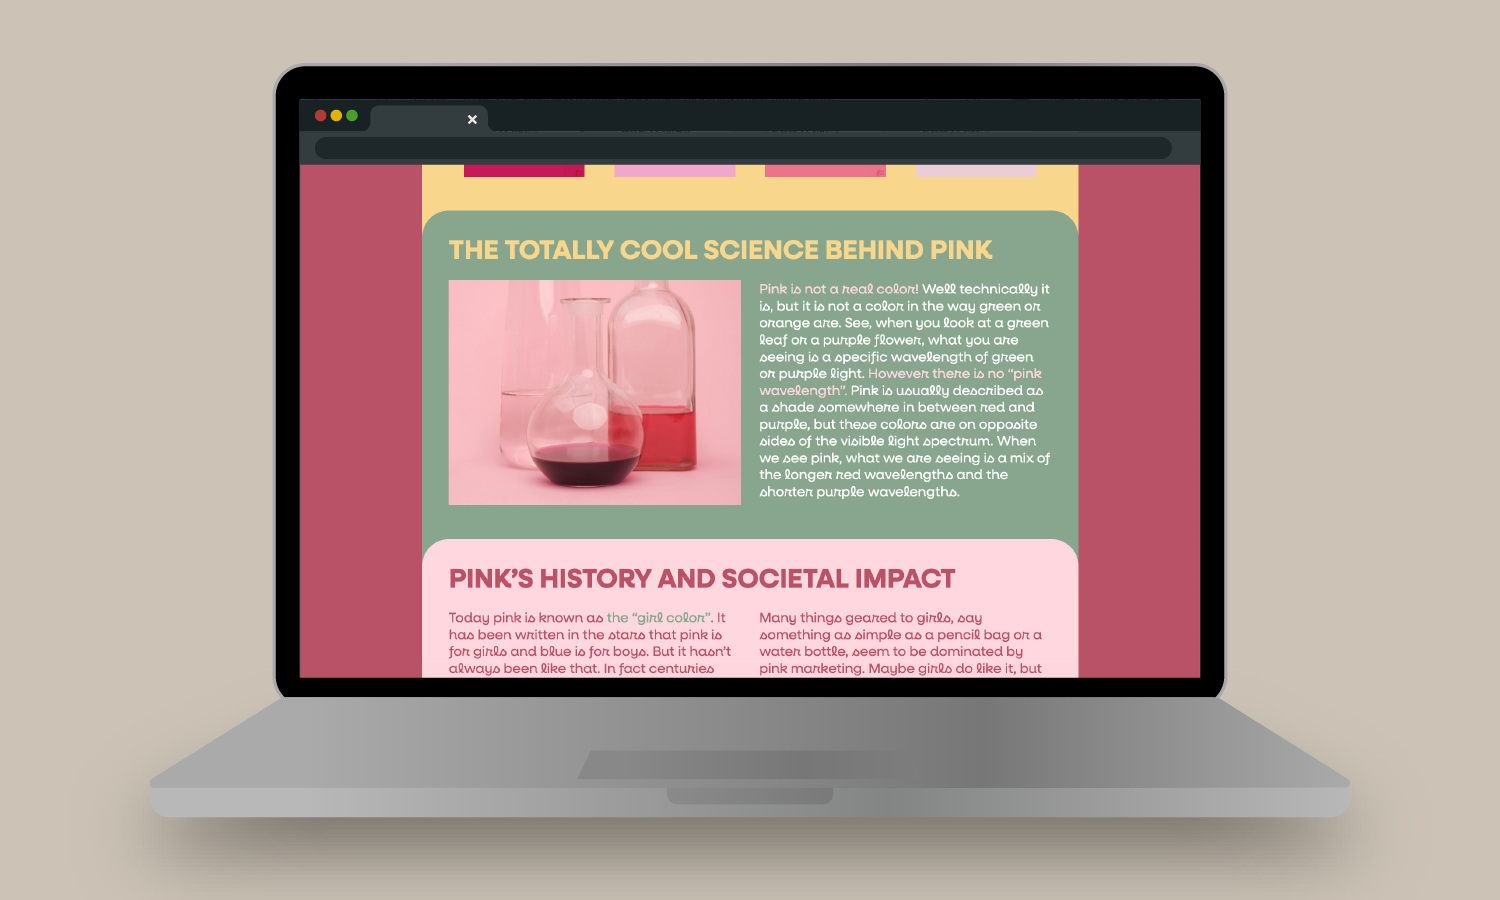 THE TOTALLY COOL SCIENCE BEHIND PINK
Pink is not a real color! Well technically it
is, but it is not a color in the way green or
orange are. See, when you look at a green
leaf or a purple flower, what you are
seeing is a specific wavelength of green
or purple light. However there is no “pink
wavelength”. Pink is usually described as
a shade somewhere in between red and
purple, but these colors are on opposite
sides of the visible light spectrum. When
we see pink, what we are seeing is a mix of
the longer red wavelengths and the
shorter purple wavelengths.
PINK’S HISTORY AND SOCIETAL IMPACT
Today pink is known as the “girl color”. It
has been written in the stars that pink is
for girls and blue is for boys. But it hasn’t
always been like that. In fact centuries
Many things geared to girls, say
something as simple as a pencil bag or a
water bottle, seem to be dominated by
pink marketing. Maybe girls do like it, but